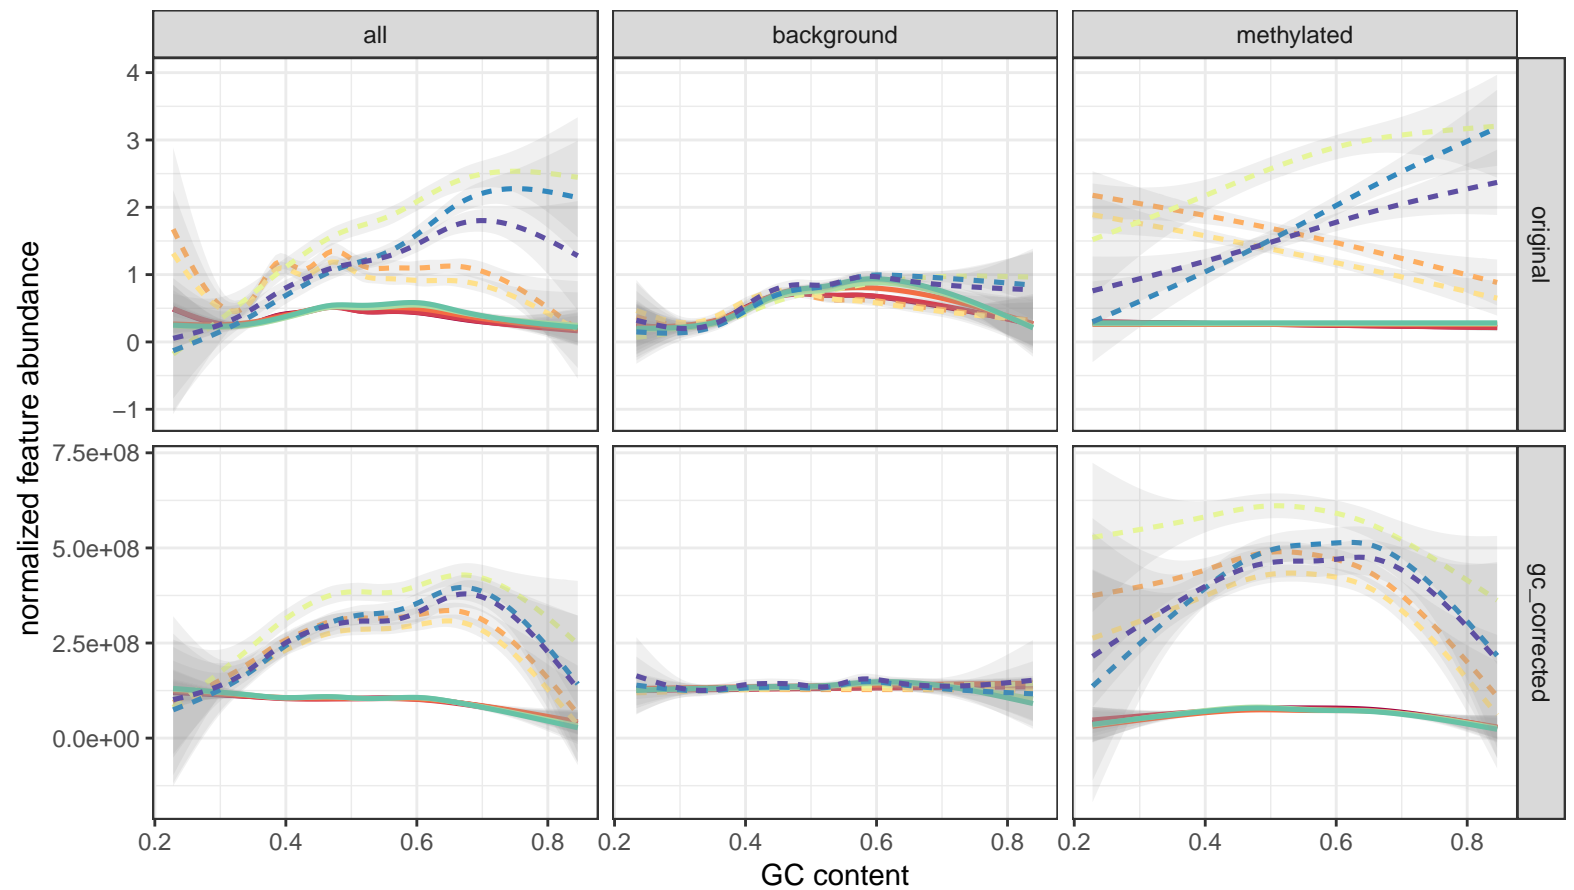 all background methylated
4
3
2
1
0
−1
original
normalized feature abundance
7.5e+08
5.0e+08
2.5e+08
0.0e+00
gc_corrected
0.2 0.4 0.6 0.8 0.2 0.4 0.6 0.8 0.2 0.4 0.6 0.8
GC content